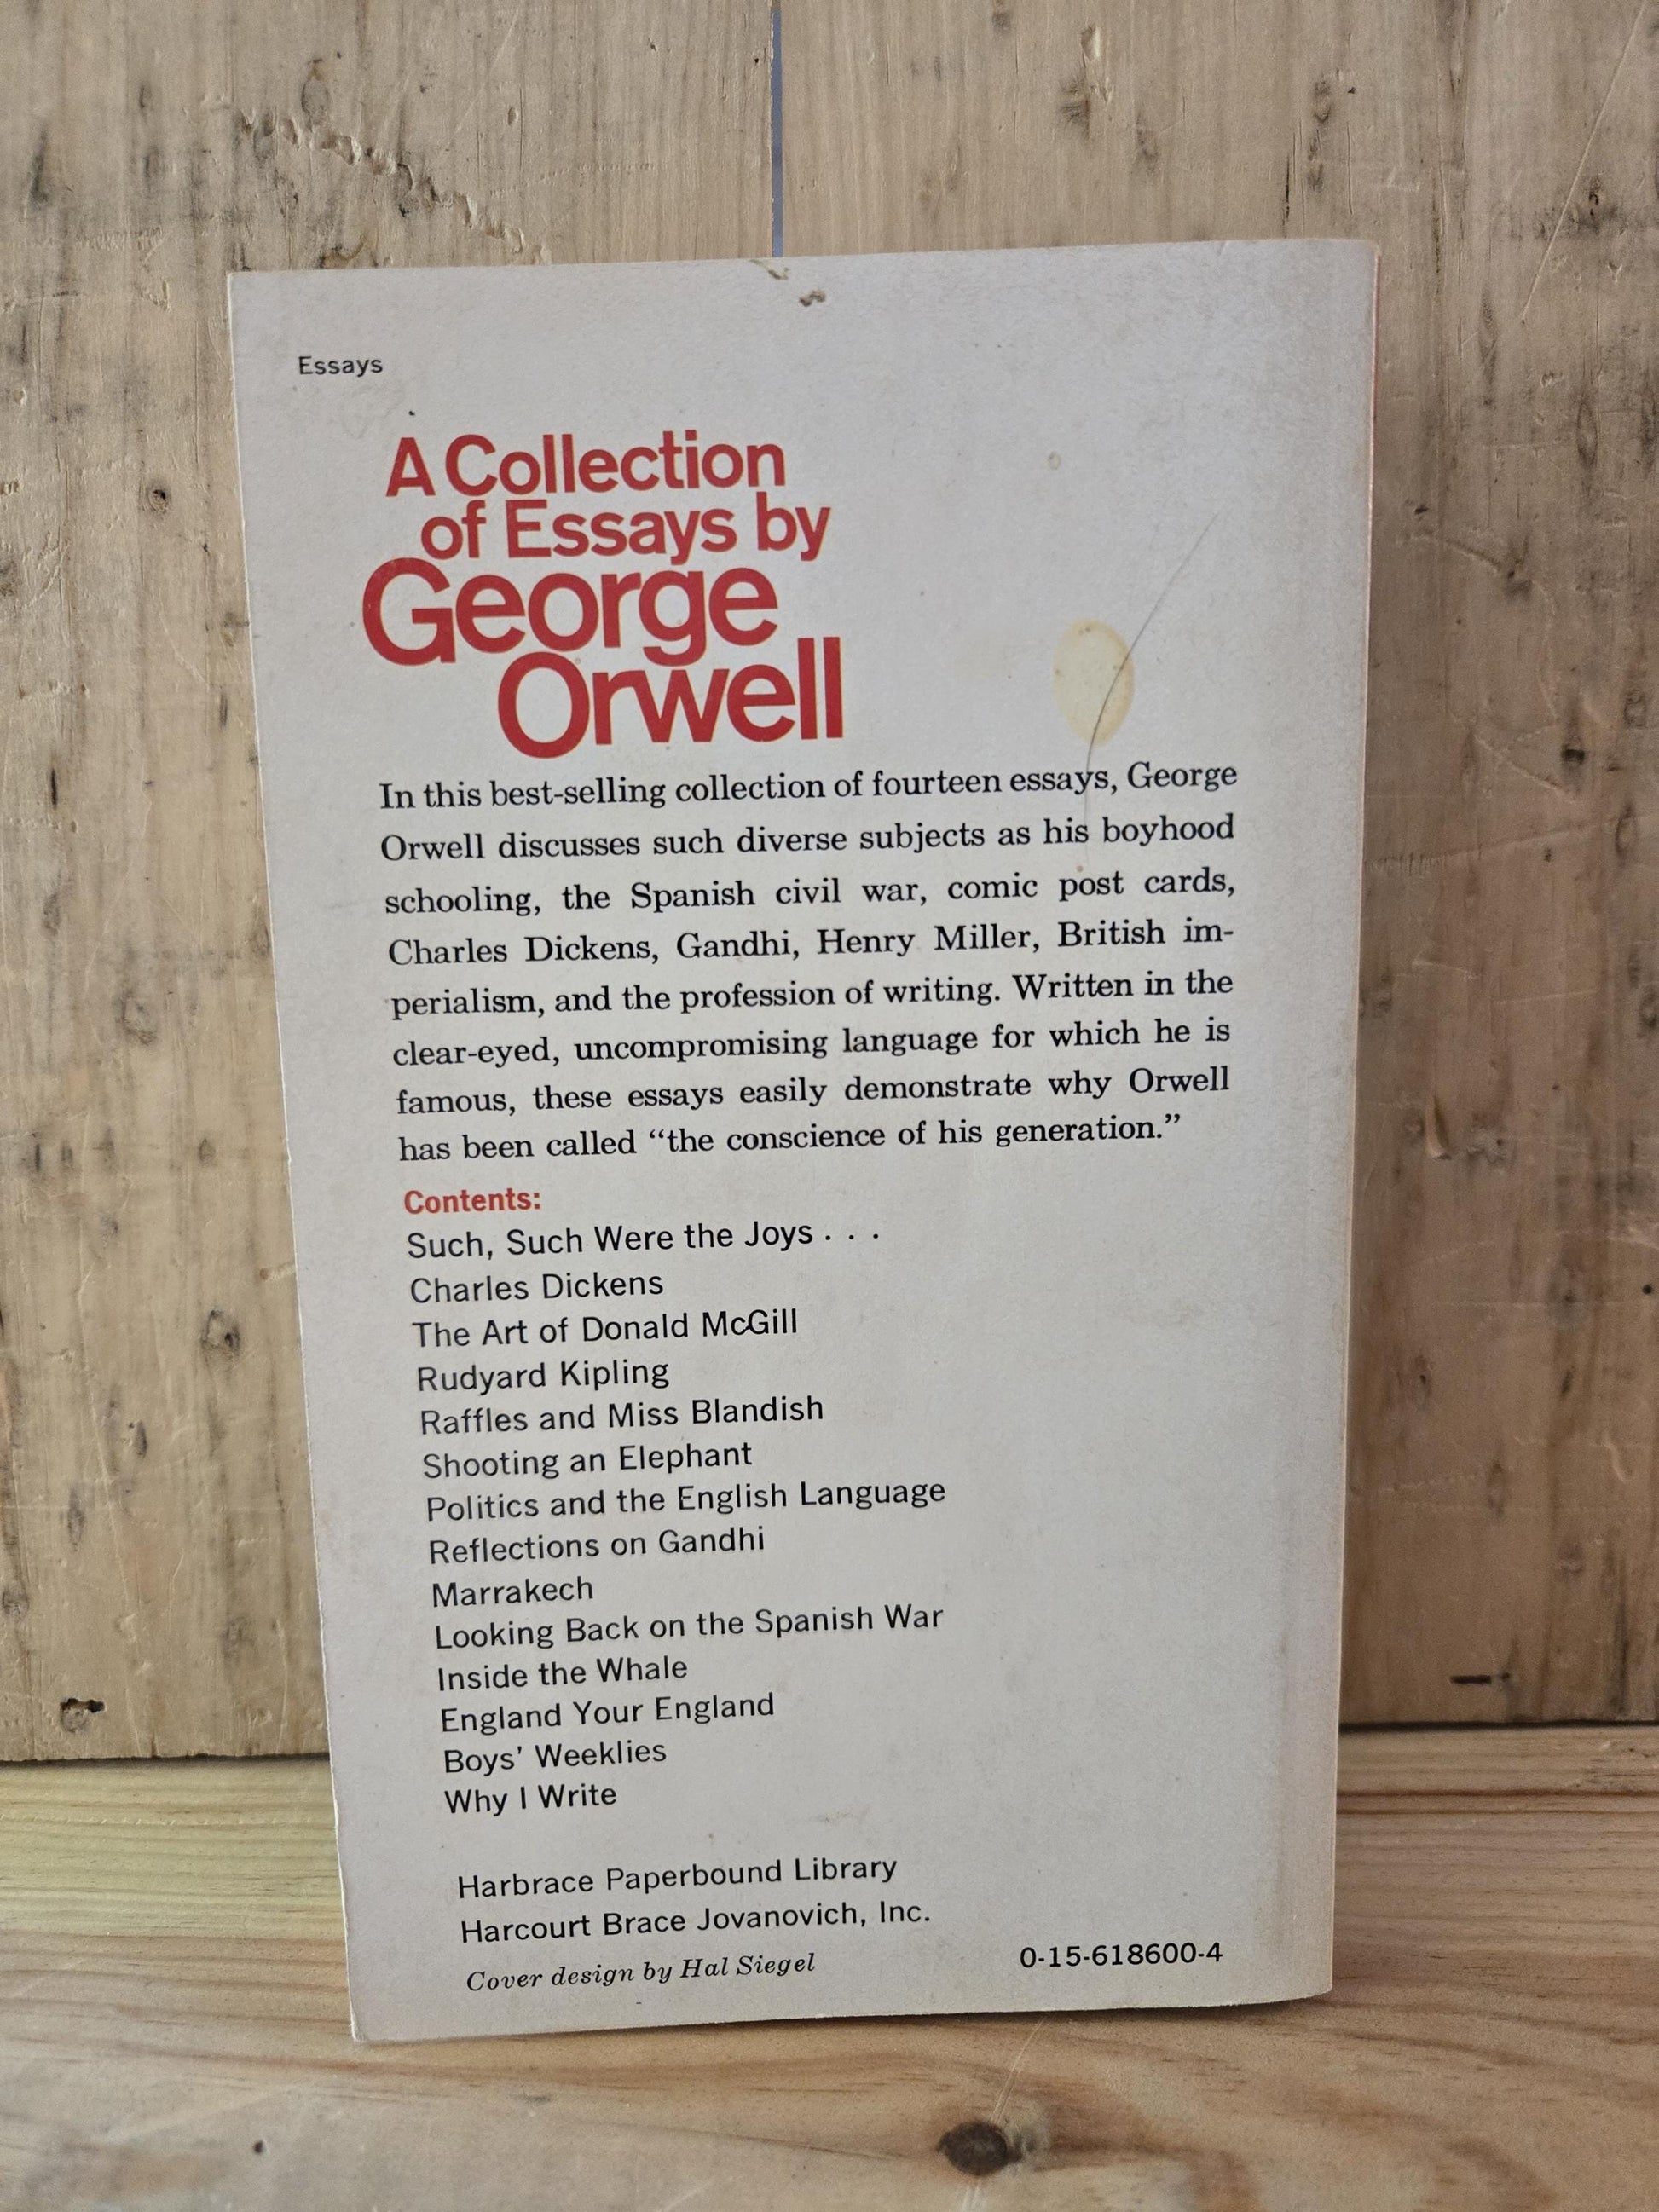 Essays
A Collection
of Essays by
George
Orwell
In this best-selling collection of fourteen essays, George
Orwell discusses such diverse subjects as his boyhood
schooling, the Spanish civil war, comic post cards,
Charles Dickens, Gandhi, Henry Miller, British im-
perialism, and the profession of writing. Written in the
clear-eyed, uncompromising language for which he is
famous, these essays easily demonstrate why Orwell
has been called “the conscience of his generation.”
Contents:
Such, Such Were the Joys . . .
Charles Dickens
The Art of Donald McGill
Rudyard Kipling
Raffles and Miss Blandish
Shooting an Elephant
Politics and the English Language
Reflections on Gandhi
Marrakech
Looking Back on the Spanish War
Inside the Whale
England Your England
Boys’ Weeklies
Why I Write
Harbrace Paperbound Library
Harcourt Brace Jovanovich, Inc.
Cover design by Hal Siegel
0-15-618600-4